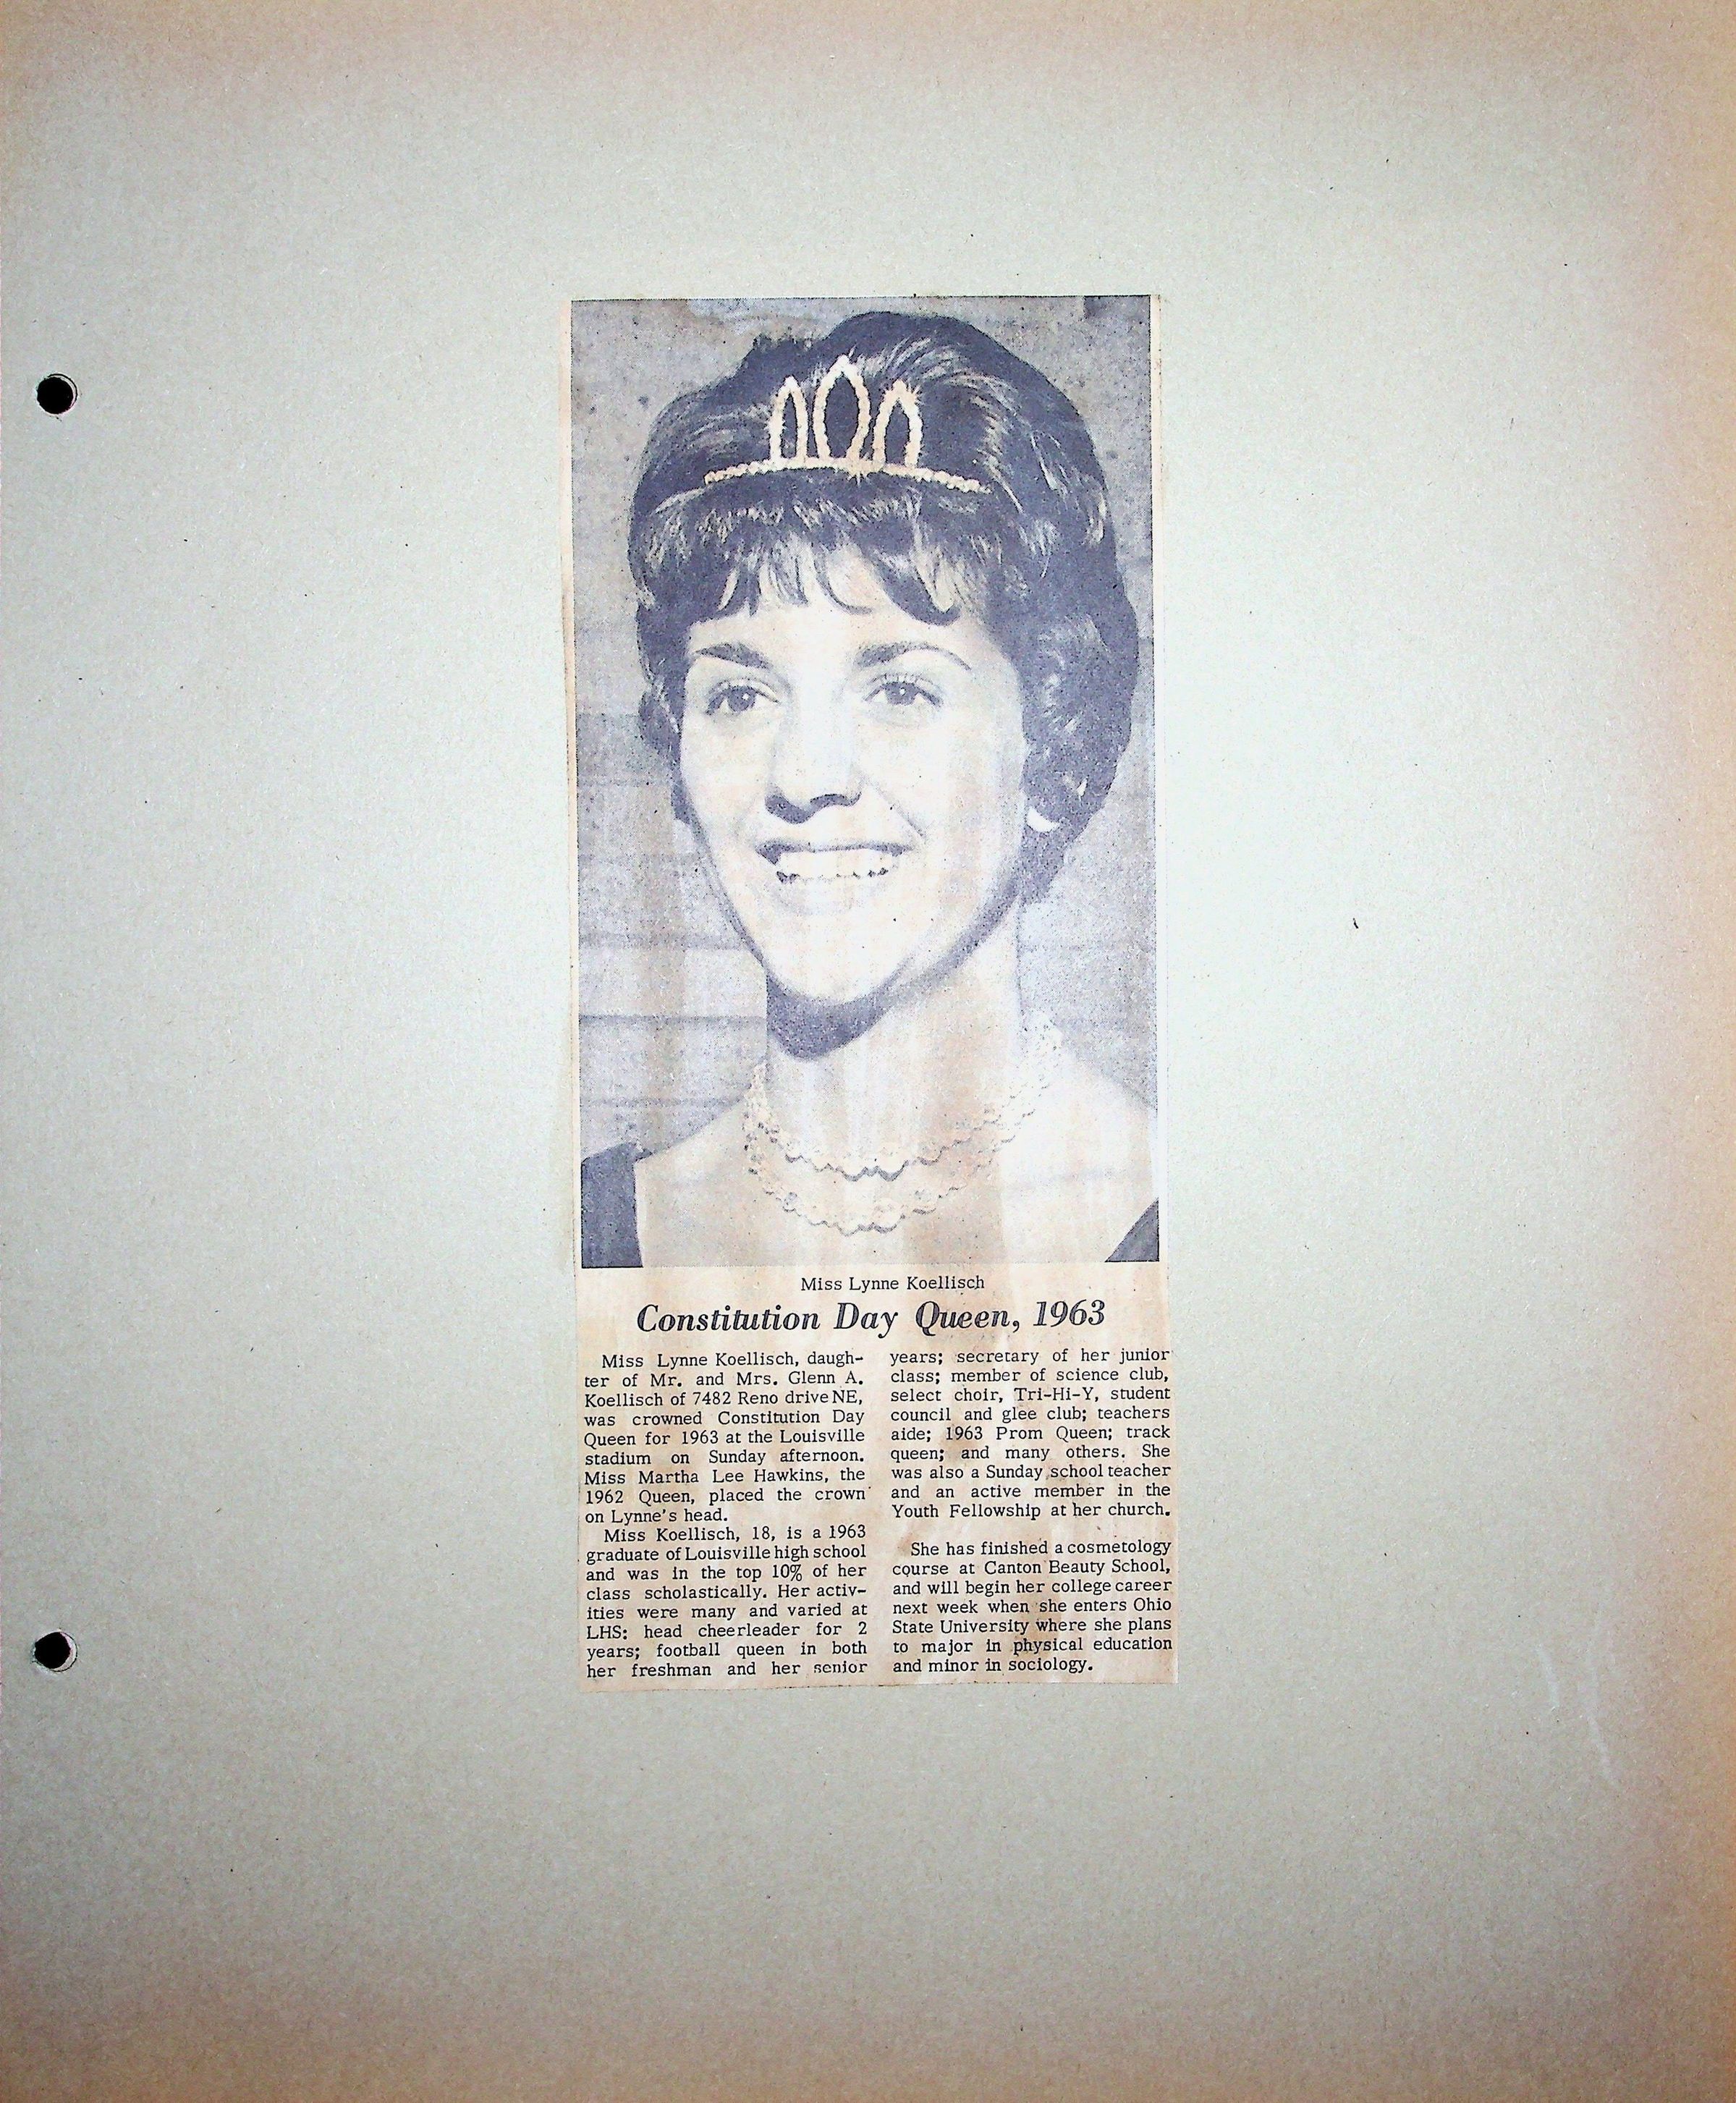 Miss Lynne Koellisch
Constitution Day Queen, 1963
Miss Lynne Koellisch, daugh-
ter of Mr. and Mrs. Glenn A.
Koellisch of 7482 Reno drive NE,
was crowned Constitution Day
Queen for 1963 at the Louisville
stadium on Sunday afternoon.
Miss Martha Lee Hawkins, the
1962 Queen, placed the crown
on Lynne's head.
Miss Koellisch, 18, is a 1963
graduate of Louisville high school
and was in the top 10% of her
class scholastically. Her activ-
ities were many and varied at
LHS: head cheerleader for 2
years; football queen in both
her freshman and her senior
years; secretary of her junior
class; member of science club,
select choir, Tri-Hi-Y, student
council and glee club; teachers
aide; 1963 Prom Queen; track
queen; and many others. She
was also a Sunday school teacher
and an active member in the
Youth Fellowship at her church.
She has finished a cosmetology
course at Canton Beauty School,
and will begin her college career
next week when she enters Ohio
State University where she plans
to major in physical education
and minor in sociology.